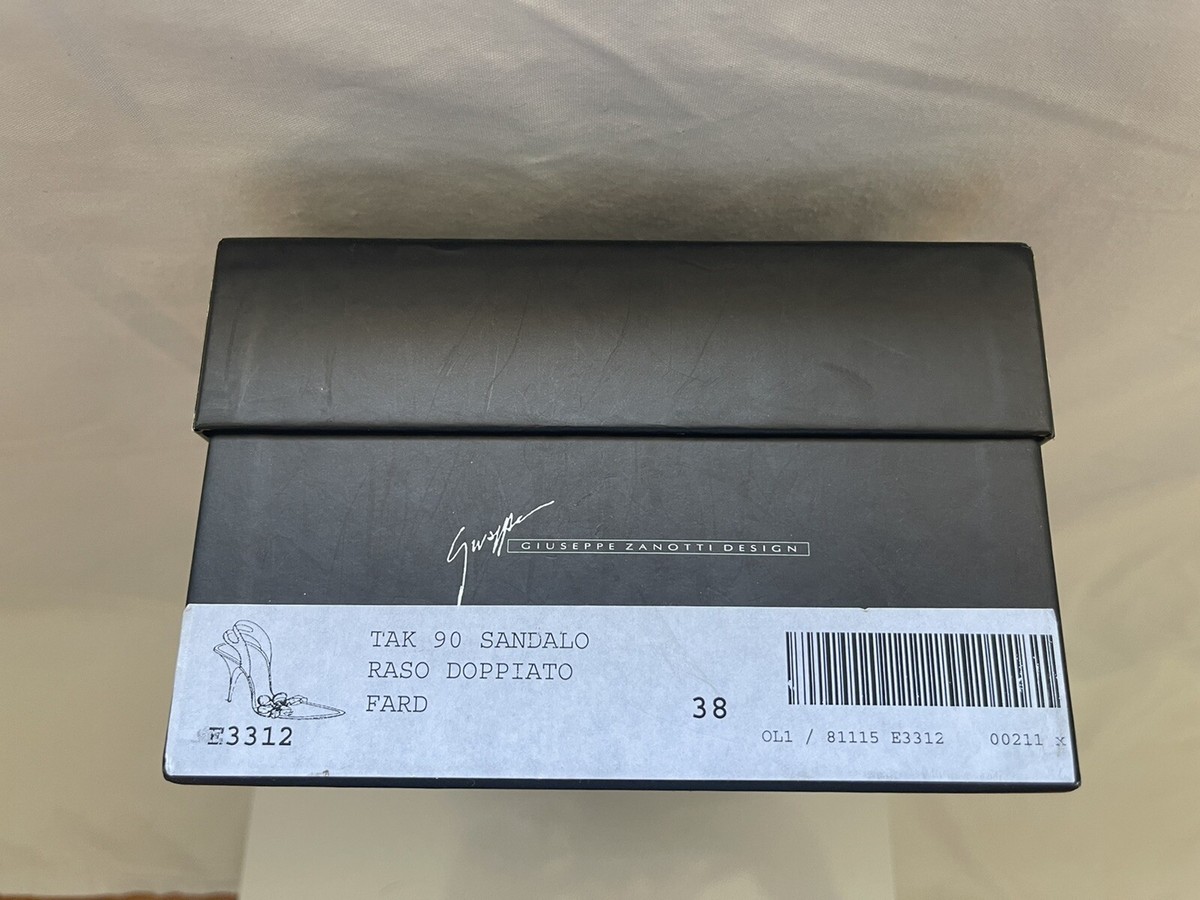 Giuseppe
GIUSEPPE ZANOTTI DESIGN
TAK 90 SANDALO
RASO DOPPIATO
FARD
38
E3312
OL1 / 81115 E3312 00211 x